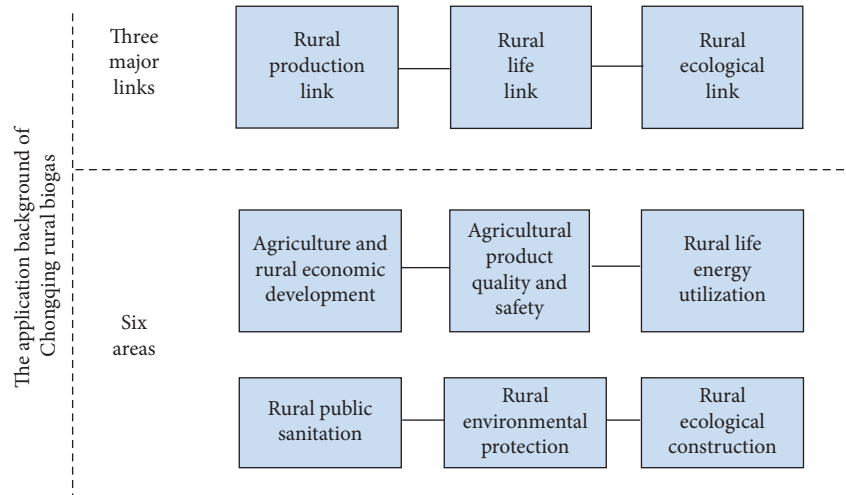 The application background of
Chongqing rural biogas
Three
major
links
Rural
production
link
Rural
life
link
Rural
ecological
link
Six
areas
Agriculture and
rural economic
development
Agricultural
product
quality and
safety
Rural life
energy
utilization
Rural public
sanitation
Rural
environmental
protection
Rural
ecological
construction